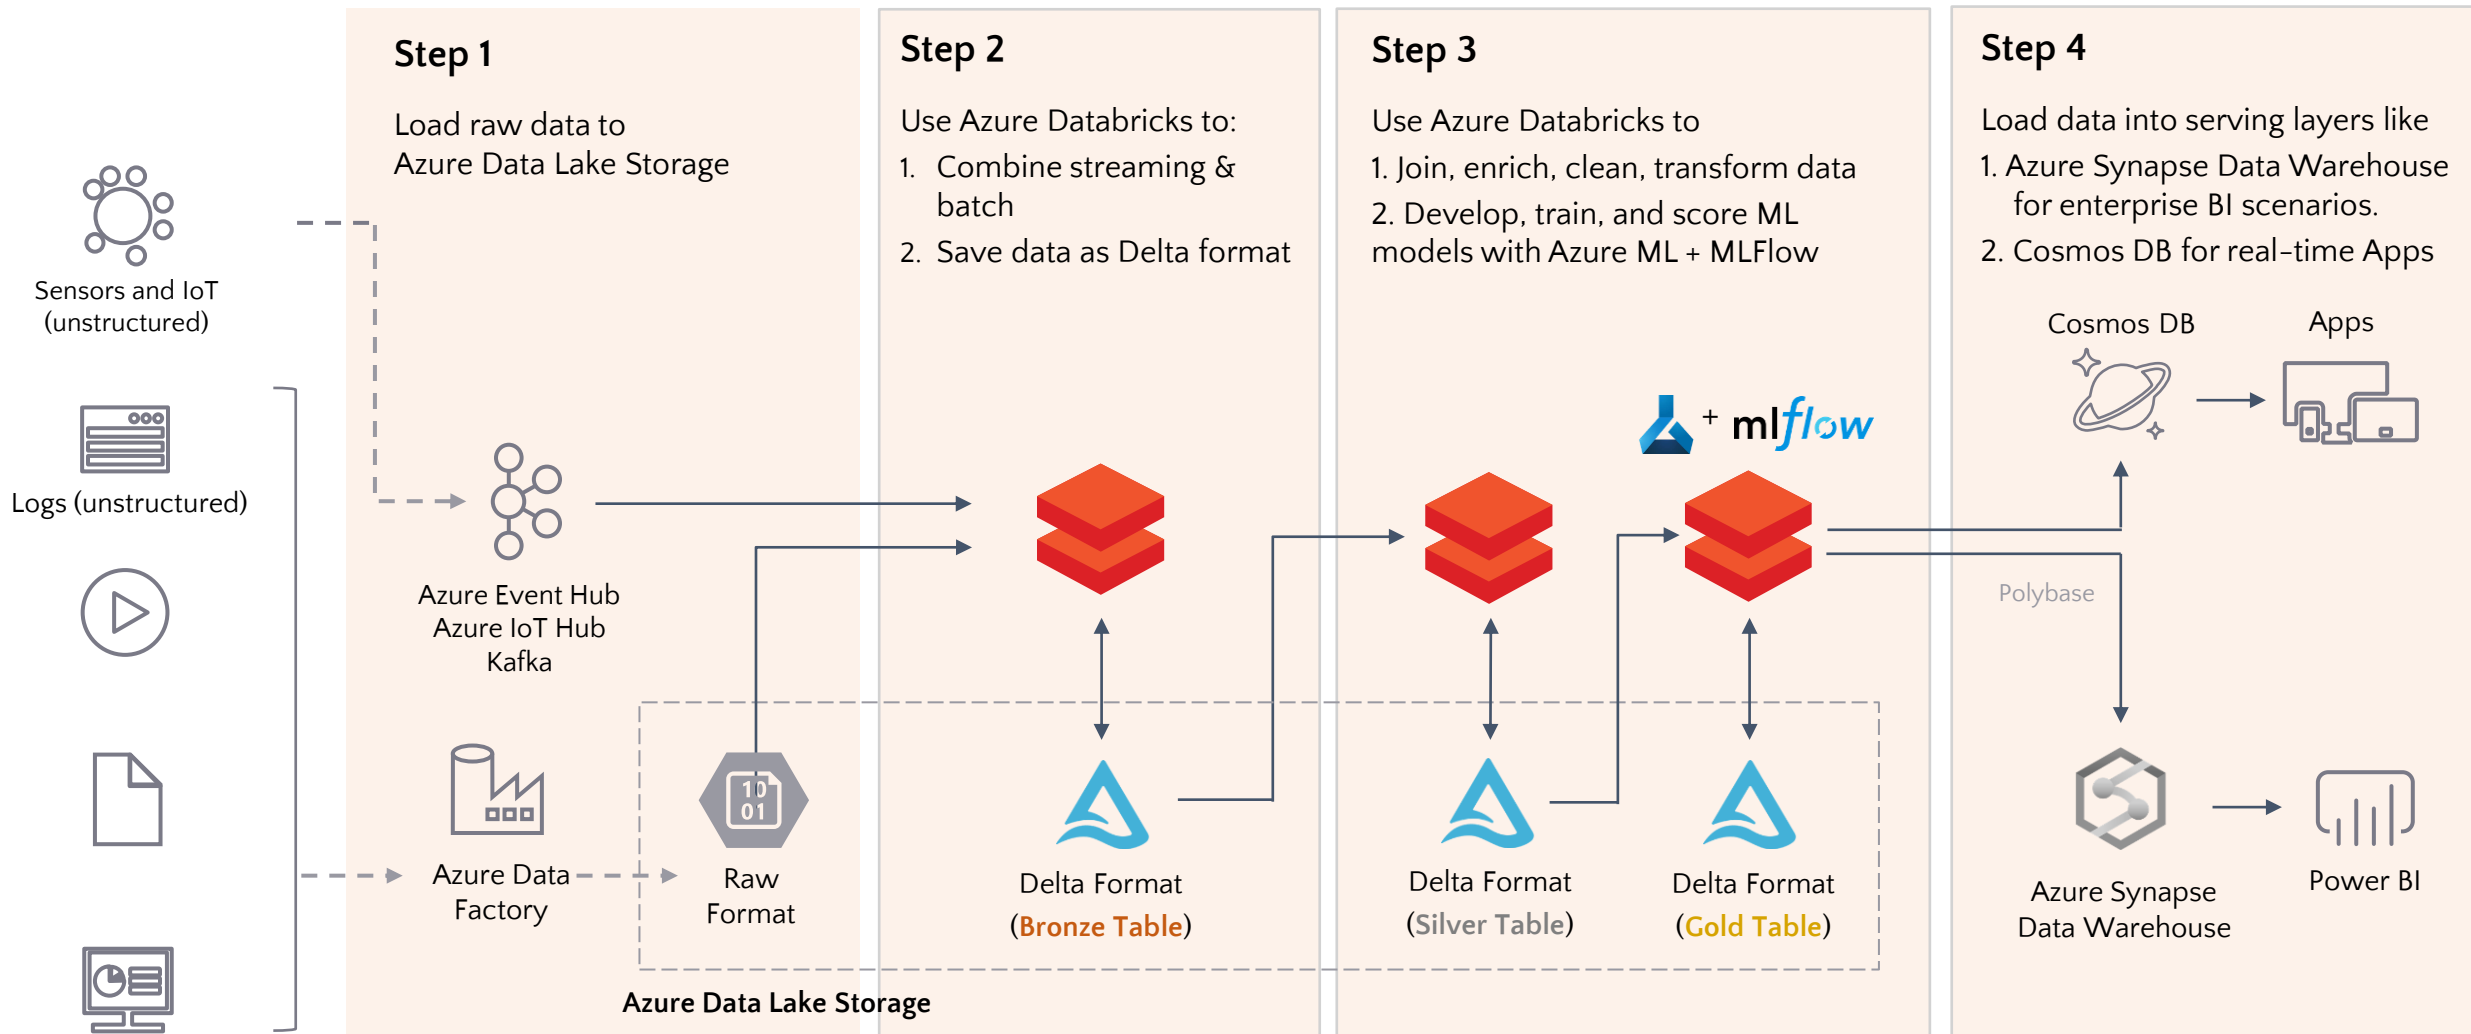 Step 1
Load raw data to
Azure Data Lake Storage
Step 2
Use Azure Databricks to:
1. Combine streaming &
batch
2. Save data as Delta format
Step 3
Use Azure Databricks to
1. Join, enrich, clean, transform data
2. Develop, train, and score ML
models with Azure ML + MLFlow
Step 4
Load data into serving layers like
1. Azure Synapse Data Warehouse
for enterprise BI scenarios.
2. Cosmos DB for real-time Apps
Sensors and IoT
(unstructured)
Logs (unstructured)
Azure Event Hub
Azure IoT Hub
Kafka
Azure Data
Factory
10
01
Raw
Format
Delta Format
(Bronze Table)
+ mlflow
Delta Format
(Silver Table)
Delta Format
(Gold Table)
Azure Data Lake Storage
Cosmos DB
Apps
Polybase
Azure Synapse
Data Warehouse
Power BI